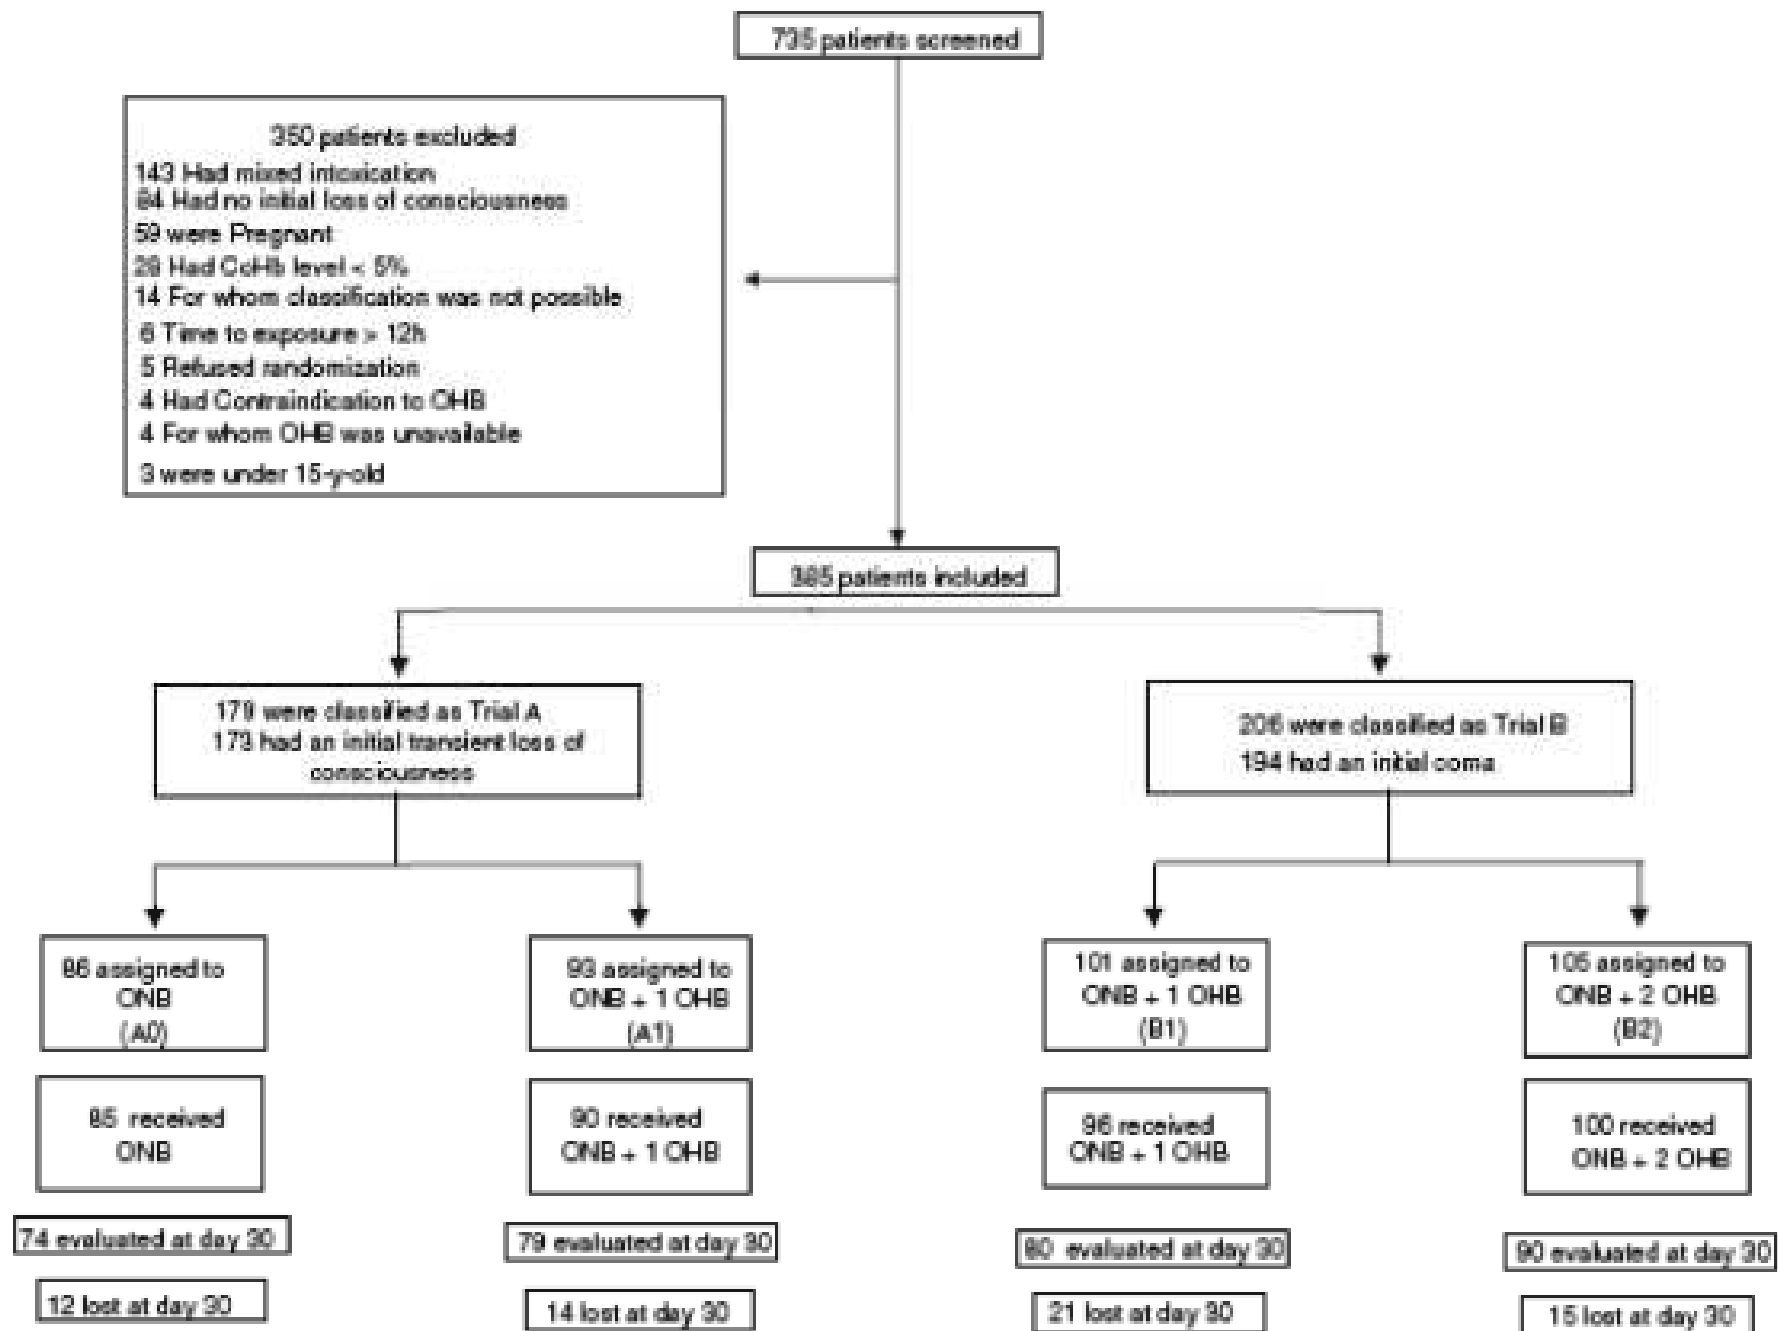 735 patients screened
350 patients excluded
143 Had mixed intoxication
84 Had no initial loss of consciousness
59 were Pregnant
28 Had CoHb level < 5%
14 For whom classification was not possible
6 Time to exposure > 12h
5 Refused randomization
4 Had Contraindication to OHB
4 For whom OHB was unavailable
3 were under 15-y-old
385 patients included
179 were classified as Trial A
173 had an initial transient loss of
consciousness
206 were classified as Trial B
194 had an initial coma
86 assigned to
ONB
(A0)
93 assigned to
ONB + 1 OHB
(A1)
101 assigned to
ONB + 1 OHB
(B1)
105 assigned to
ONB + 2 OHB
(B2)
85 received
ONB
90 received
ONB + 1 OHB
96 received
ONB + 1 OHB
100 received
ONB + 2 OHB
74 evaluated at day 30
79 evaluated at day 30
80 evaluated at day 30
90 evaluated at day 30
12 lost at day 30
14 lost at day 30
21 lost at day 30
15 lost at day 30